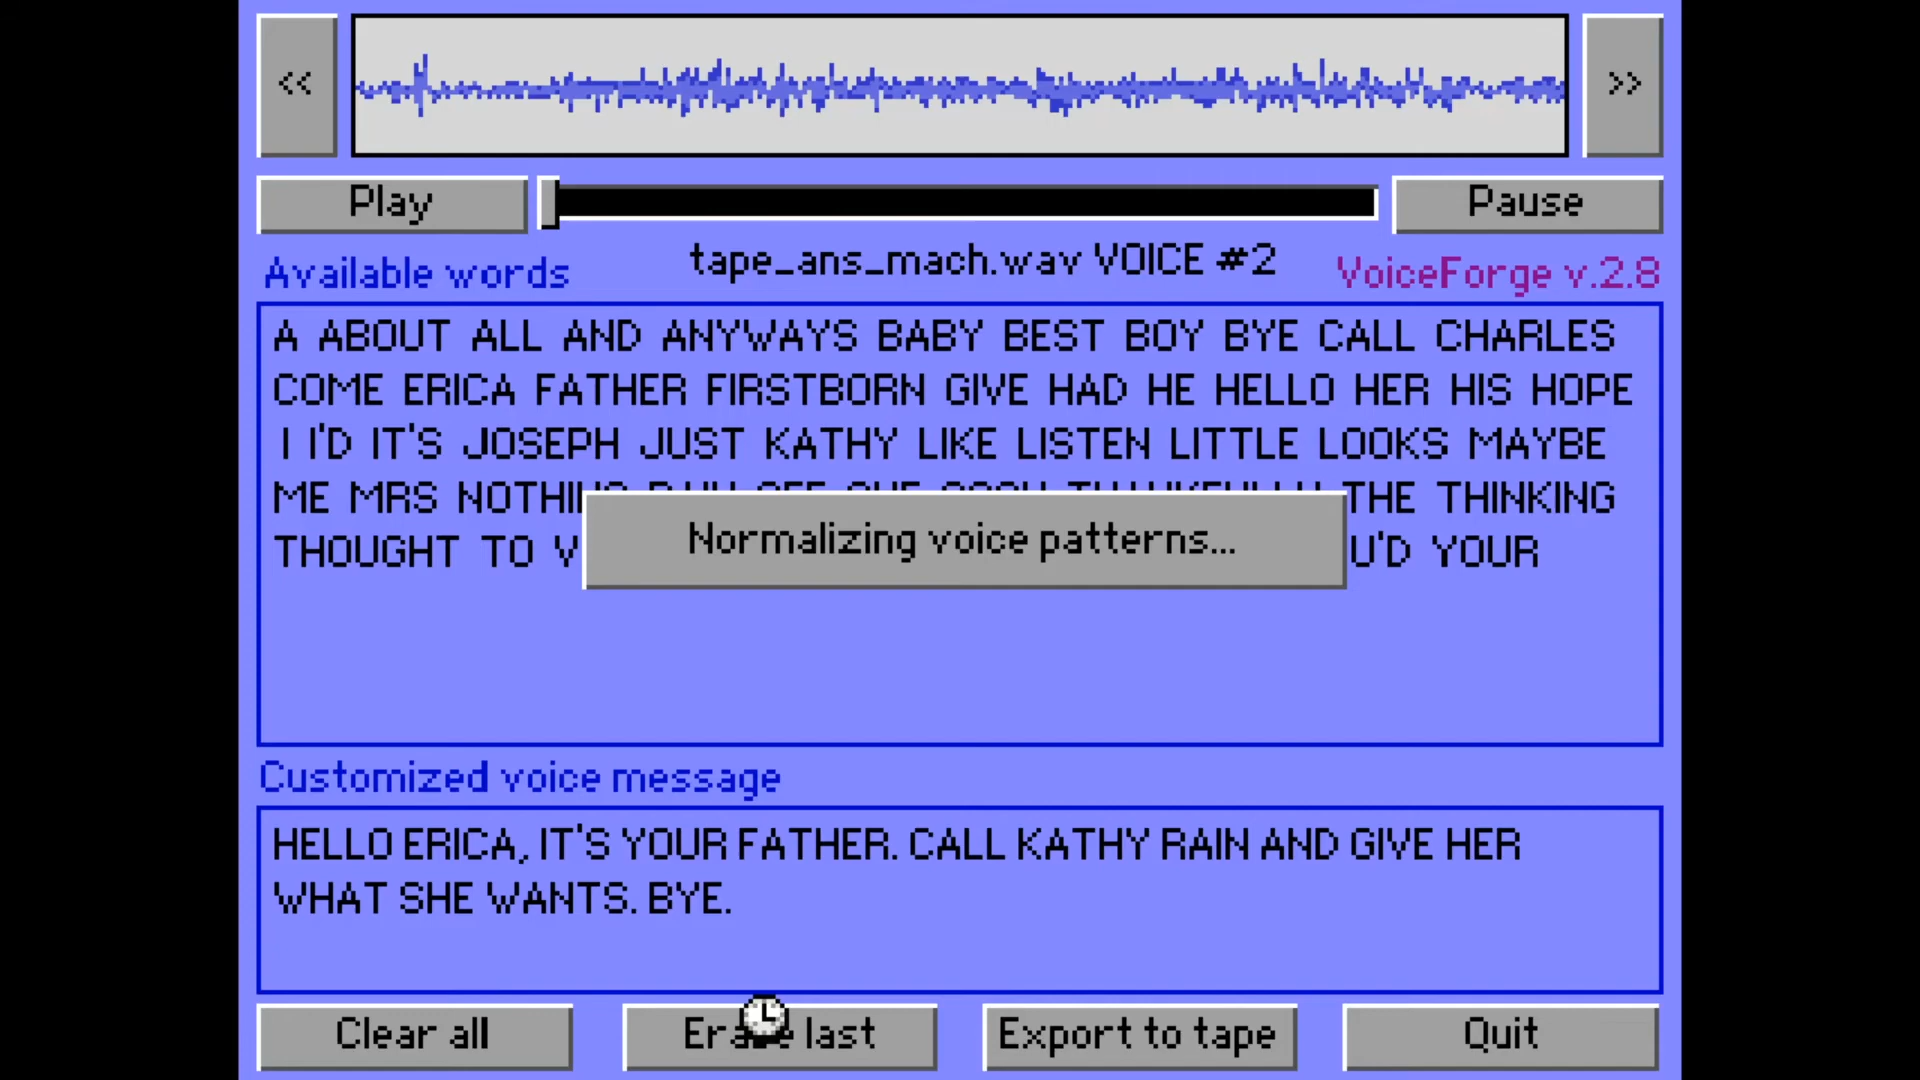 << >>
Play Pause
tape_ans_mach.wav VOICE #2
Available words VoiceForge v.2.8
A ABOUT ALL AND ANYWAYS BABY BEST BOY BYE CALL CHARLES
COME ERICA FATHER FIRSTBORN GIVE HAD HE HELLO HER HIS HOPE
I I'D IT'S JOSEPH JUST KATHY LIKE LISTEN LITTLE LOOKS MAYBE
ME MRS THE THINKING
Normalizing voice patterns...
THOUGHT TO YOUR
Customized voice message
HELLO ERICA, IT'S YOUR FATHER. CALL KATHY RAIN AND GIVE HER
WHAT SHE WANTS. BYE.
Clear all Erase last Export to tape Quit